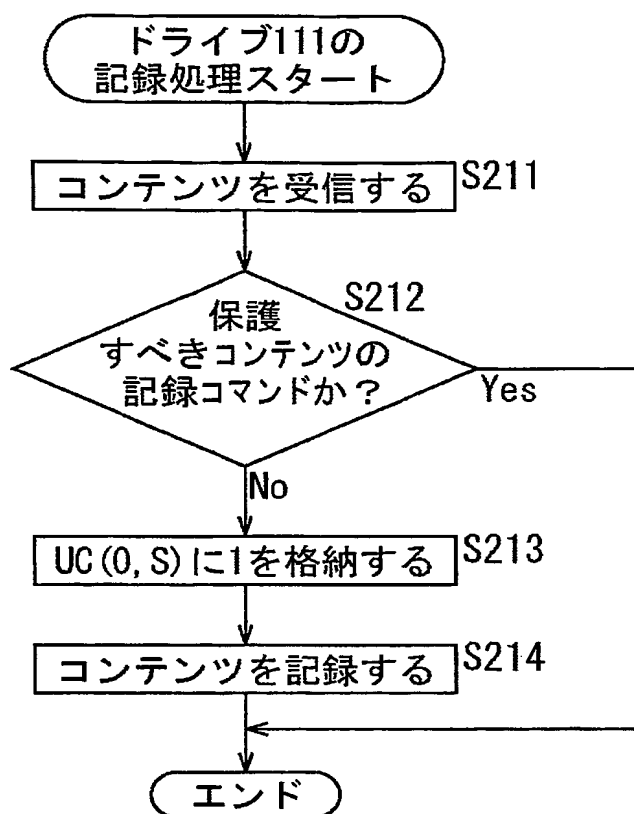 ドライブ111の
記録処理スタート
コンテンツを受信する
S211
S212
保護
すべきコンテンツの
記録コマンドか？
Yes
No
UC(0,S)に1を格納する
S213
コンテンツを記録する
S214
エンド